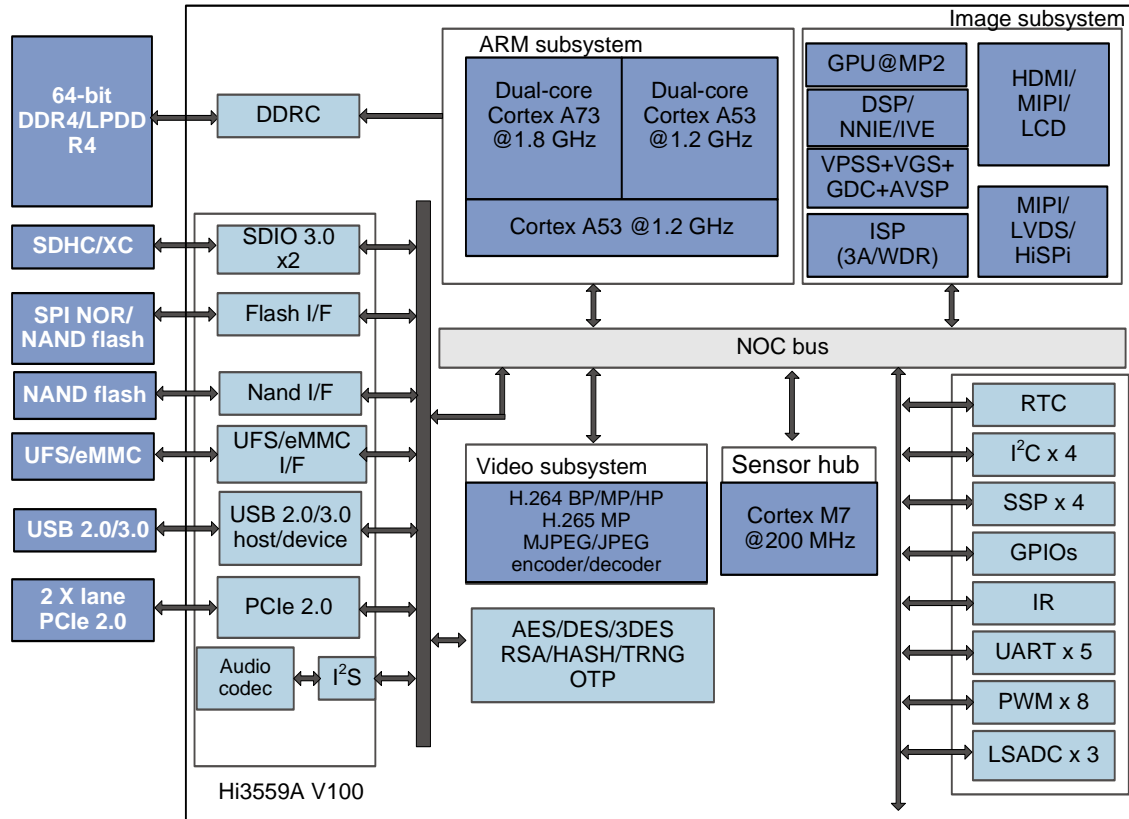 Image subsystem
ARM subsystem
64-bit
DDR4/LPDD
R4
DDRC
Dual-core
Cortex A73
@1.8 GHz
Dual-core
Cortex A53
@1.2 GHz
Cortex A53 @1.2 GHz
GPU@MP2
DSP/
NNIE/IVE
VPSS+VGS+
GDC+AVSP
ISP
(3A/WDR)
HDMI/
MIPI/
LCD
MIPI/
LVDS/
HiSPi
SDHC/XC
SDIO 3.0
x2
SPI NOR/
NAND flash
Flash I/F
NAND flash
Nand I/F
UFS/eMMC
UFS/eMMC
I/F
USB 2.0/3.0
USB 2.0/3.0
host/device
2 X lane
PCIe 2.0
PCIe 2.0
Audio
codec
I²S
Hi3559A V100
NOC bus
Video subsystem
H.264 BP/MP/HP
H.265 MP
MJPEG/JPEG
encoder/decoder
Sensor hub
Cortex M7
@200 MHz
AES/DES/3DES
RSA/HASH/TRNG
OTP
RTC
I²C x 4
SSP x 4
GPIOs
IR
UART x 5
PWM x 8
LSADC x 3